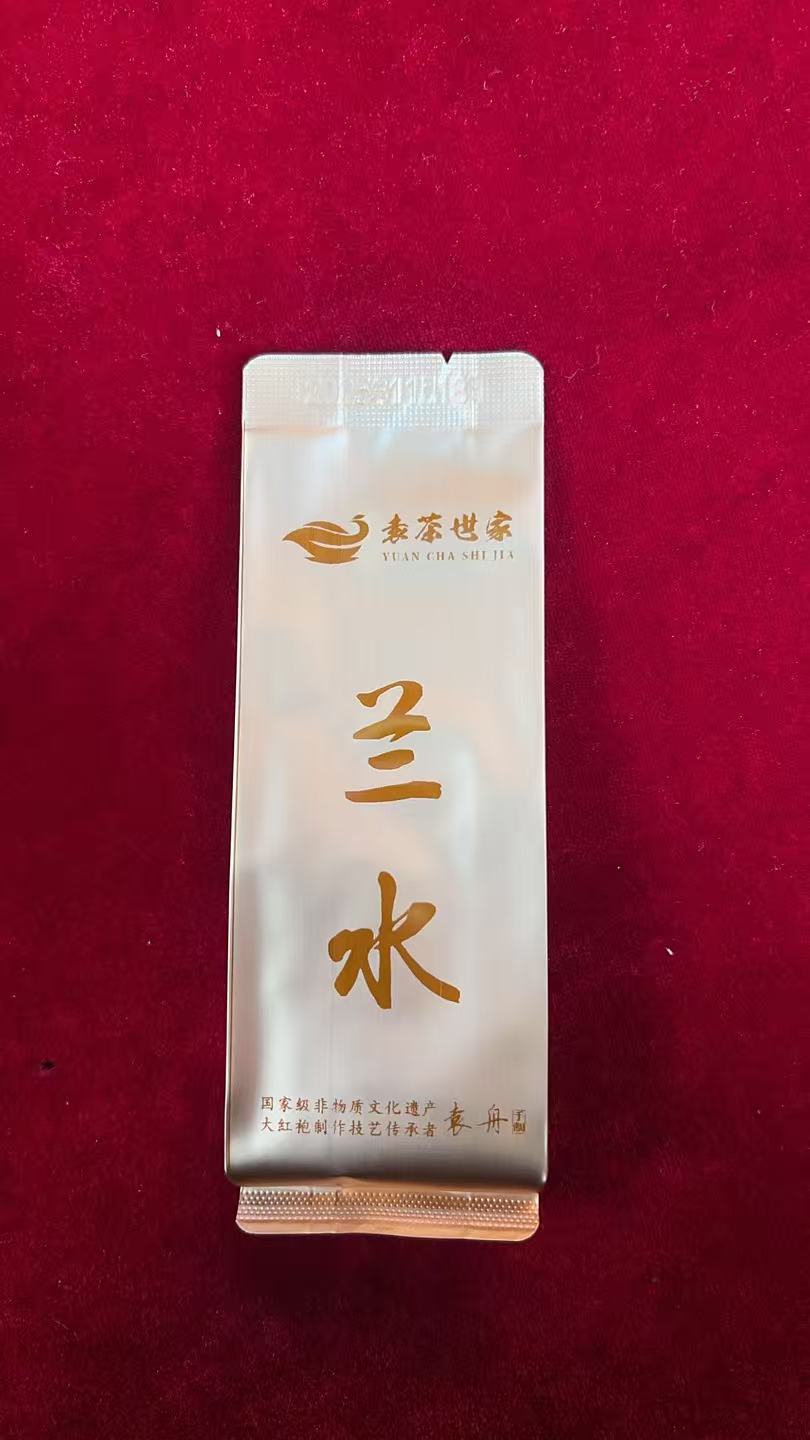 袁茶世家
YUAN CHA SHI JIA
兰
水
国家级非物质文化遗产
大红袍制作技艺传承者 袁舟